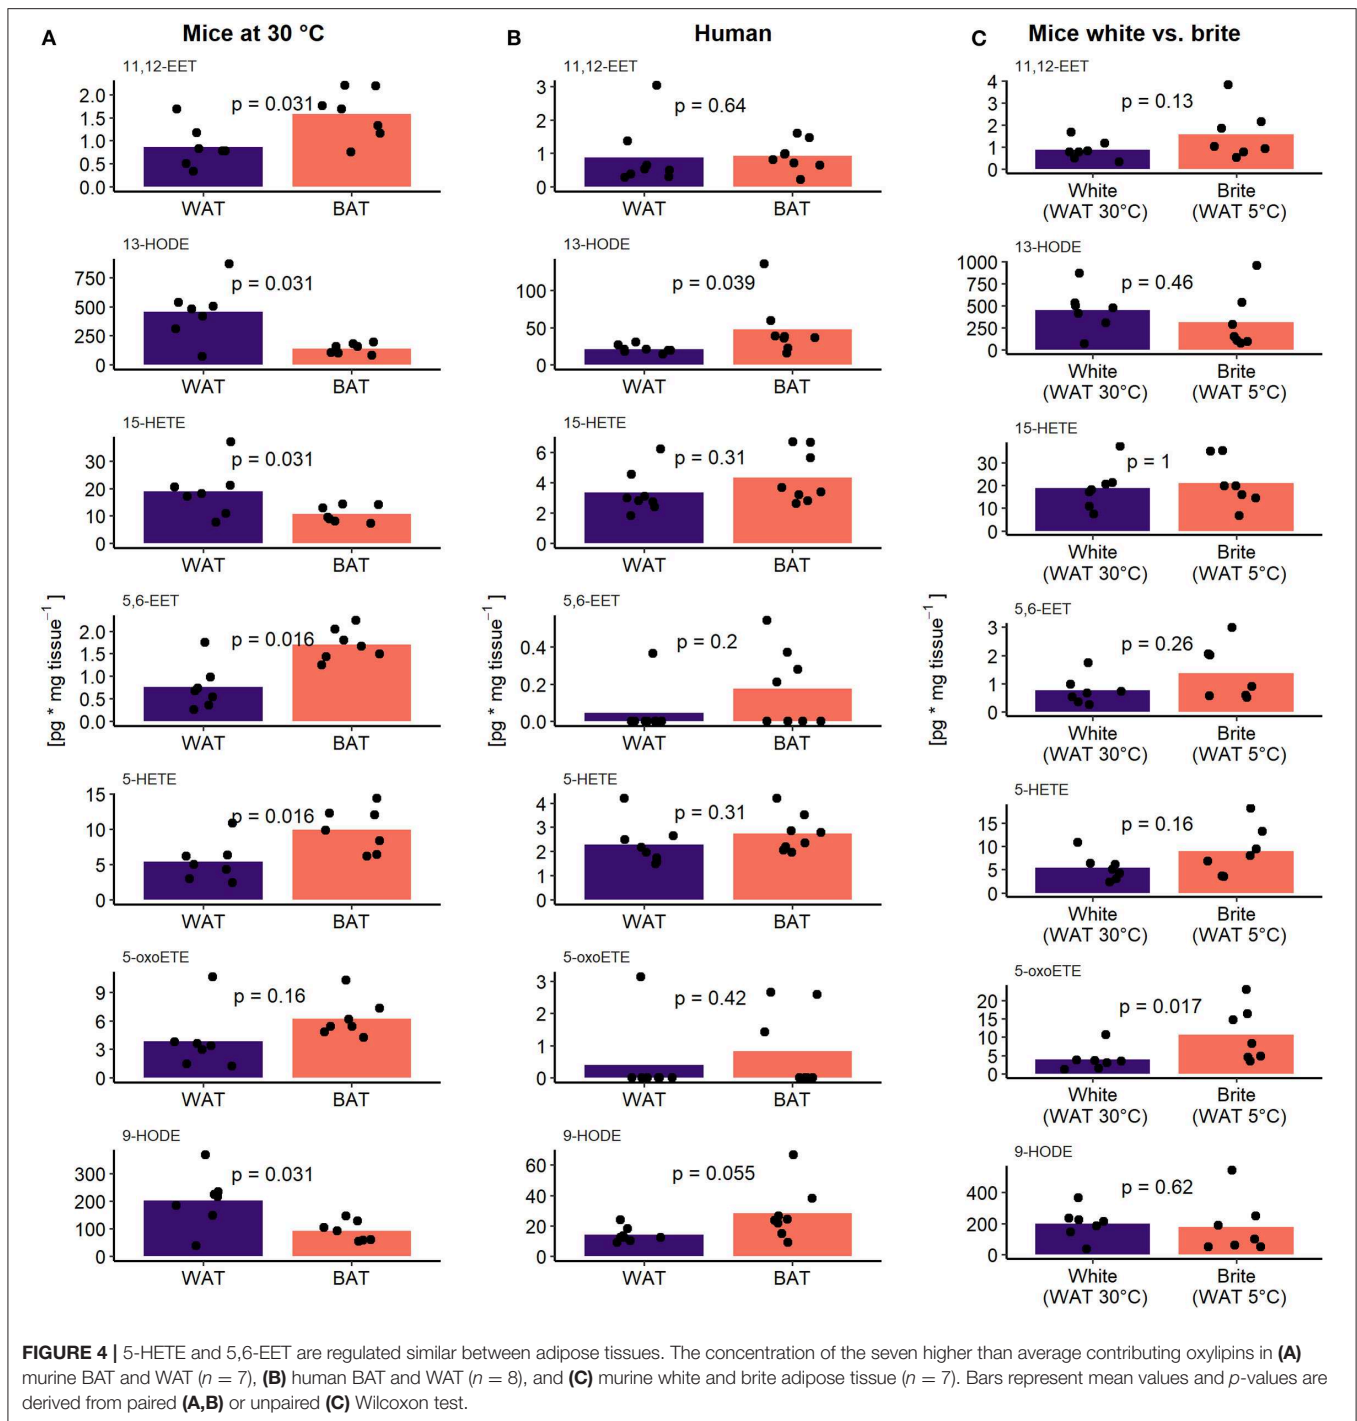 A Mice at 30 °C
B Human
C Mice white vs. brite
11,12-EET
2.0
1.5
1.0
0.5
0.0
p = 0.031
WAT BAT
11,12-EET
3
2
1
0
p = 0.64
WAT BAT
11,12-EET
4
3
2
1
0
p = 0.13
White Brite
(WAT 30°C) (WAT 5°C)
13-HODE
750
500
250
0
p = 0.031
WAT BAT
13-HODE
100
50
0
p = 0.039
WAT BAT
13-HODE
1000
750
500
250
0
p = 0.46
White Brite
(WAT 30°C) (WAT 5°C)
15-HETE
30
20
10
0
p = 0.031
WAT BAT
15-HETE
6
4
2
0
p = 0.31
WAT BAT
15-HETE
30
20
10
0
p = 1
White Brite
(WAT 30°C) (WAT 5°C)
[pg * mg tissue⁻¹ ]
5,6-EET
2.0
1.5
1.0
0.5
0.0
p = 0.016
WAT BAT
[pg * mg tissue⁻¹ ]
5,6-EET
0.4
0.2
0.0
p = 0.2
WAT BAT
[pg * mg tissue⁻¹ ]
5,6-EET
3
2
1
0
p = 0.26
White Brite
(WAT 30°C) (WAT 5°C)
5-HETE
15
10
5
0
p = 0.016
WAT BAT
5-HETE
4
3
2
1
0
p = 0.31
WAT BAT
5-HETE
15
10
5
0
p = 0.16
White Brite
(WAT 30°C) (WAT 5°C)
5-oxoETE
9
6
3
0
p = 0.16
WAT BAT
5-oxoETE
3
2
1
0
p = 0.42
WAT BAT
5-oxoETE
20
15
10
5
0
p = 0.017
White Brite
(WAT 30°C) (WAT 5°C)
9-HODE
300
200
100
0
p = 0.031
WAT BAT
9-HODE
60
40
20
0
p = 0.055
WAT BAT
9-HODE
400
200
0
p = 0.62
White Brite
(WAT 30°C) (WAT 5°C)
FIGURE 4 | 5-HETE and 5,6-EET are regulated similar between adipose tissues. The concentration of the seven higher than average contributing oxylipins in (A)
murine BAT and WAT (n = 7), (B) human BAT and WAT (n = 8), and (C) murine white and brite adipose tissue (n = 7). Bars represent mean values and p-values are
derived from paired (A,B) or unpaired (C) Wilcoxon test.